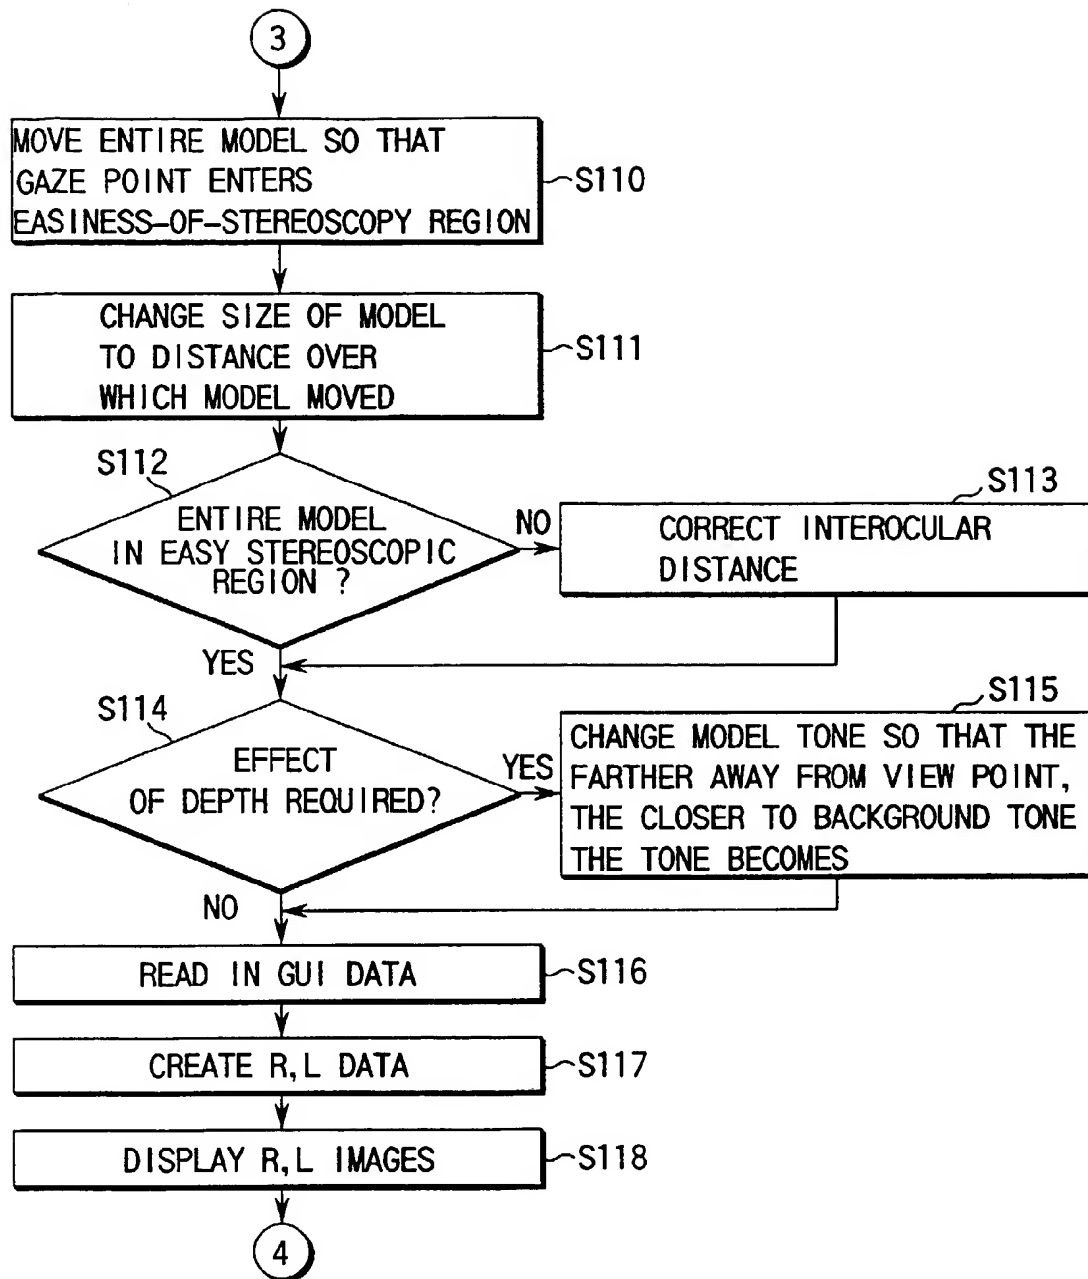 3
MOVE ENTIRE MODEL SO THAT
GAZE POINT ENTERS
EASINESS-OF-STEREOSCOPY REGION
S110
CHANGE SIZE OF MODEL
TO DISTANCE OVER
WHICH MODEL MOVED
S111
S112
ENTIRE MODEL
IN EASY STEREOSCOPIC
REGION ?
NO
S113
CORRECT INTEROCULAR
DISTANCE
YES
S114
EFFECT
OF DEPTH REQUIRED?
YES
S115
CHANGE MODEL TONE SO THAT THE
FARTHER AWAY FROM VIEW POINT,
THE CLOSER TO BACKGROUND TONE
THE TONE BECOMES
NO
READ IN GUI DATA
S116
CREATE R,L DATA
S117
DISPLAY R,L IMAGES
S118
4